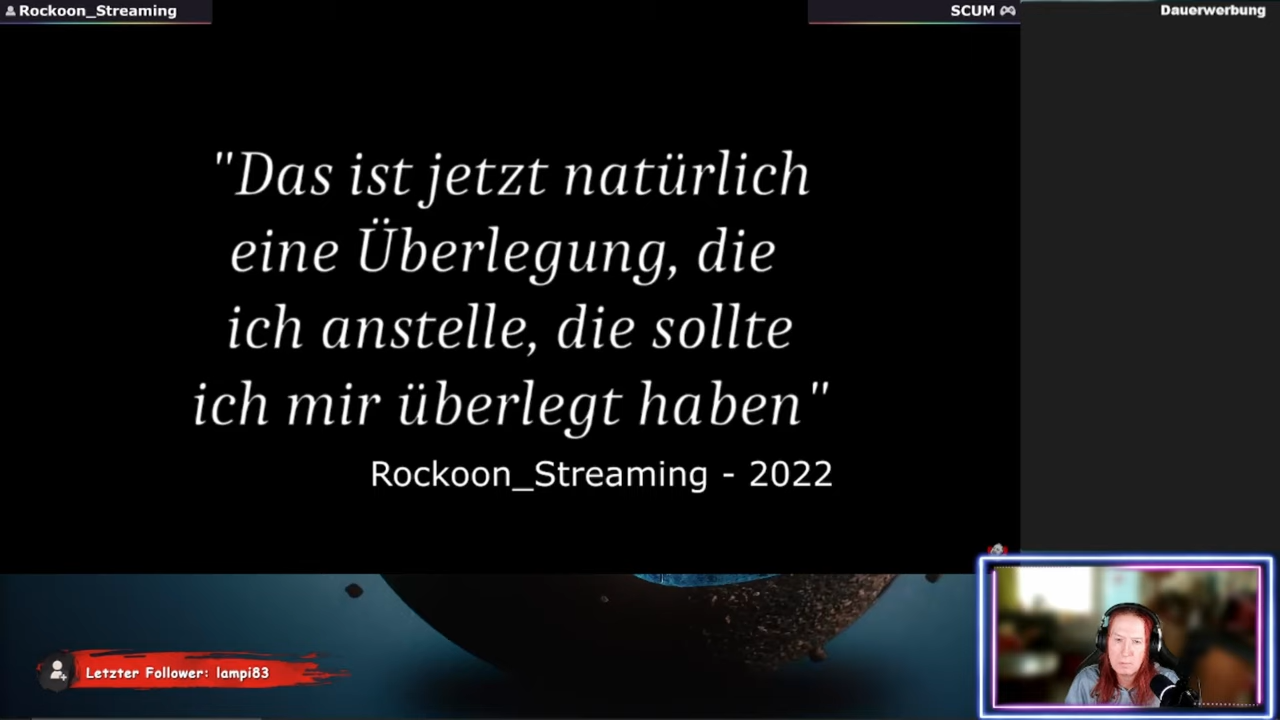 Rockoon_Streaming
SCUM
Dauerwerbung
"Das ist jetzt natürlich
eine Überlegung, die
ich anstelle, die sollte
ich mir überlegt haben"
Rockoon_Streaming - 2022
Letzter Follower: lampi83